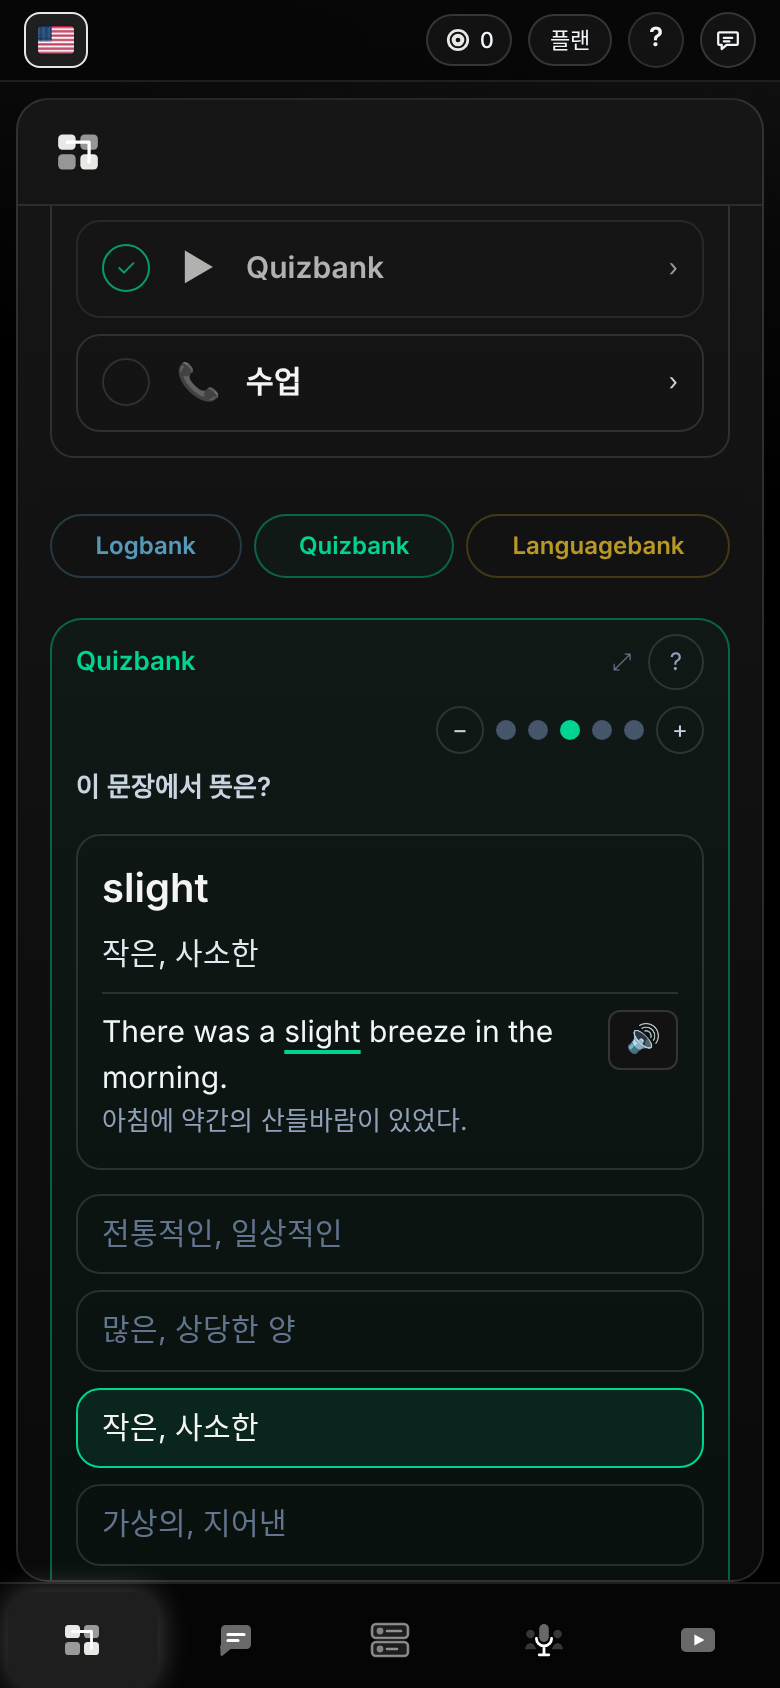 0
플랜
?
Quizbank
›
수업
›
Logbank
Quizbank
Languagebank
Quizbank
?
−
+
이 문장에서 뜻은?
slight
작은, 사소한
There was a slight breeze in the
morning.
아침에 약간의 산들바람이 있었다.
전통적인, 일상적인
많은, 상당한 양
작은, 사소한
가상의, 지어낸